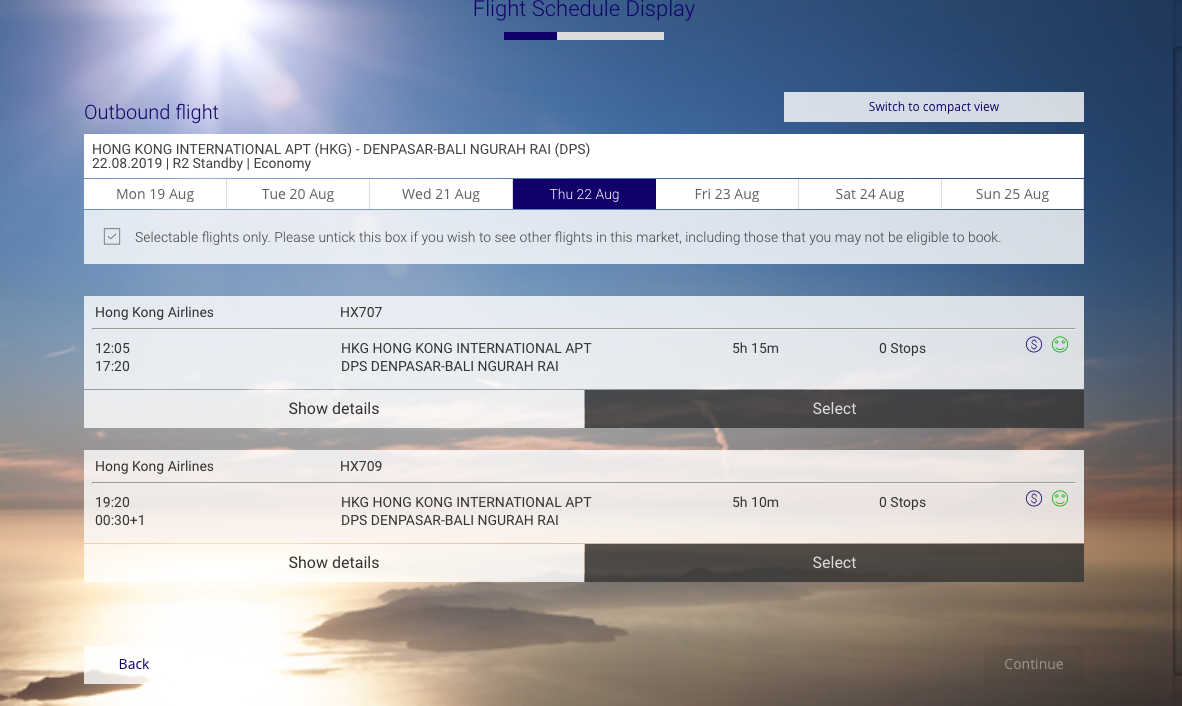 Flight Schedule Display
Outbound flight
Switch to compact view
HONG KONG INTERNATIONAL APT (HKG) - DENPASAR-BALI NGURAH RAI (DPS)
22.08.2019 | R2 Standby | Economy
Mon 19 Aug Tue 20 Aug Wed 21 Aug Thu 22 Aug Fri 23 Aug Sat 24 Aug Sun 25 Aug
Selectable flights only. Please untick this box if you wish to see other flights in this market, including those that you may not be eligible to book.
Hong Kong Airlines HX707
12:05 HKG HONG KONG INTERNATIONAL APT 5h 15m 0 Stops
17:20 DPS DENPASAR-BALI NGURAH RAI
Show details Select
Hong Kong Airlines HX709
19:20 HKG HONG KONG INTERNATIONAL APT 5h 10m 0 Stops
00:30+1 DPS DENPASAR-BALI NGURAH RAI
Show details Select
Back Continue